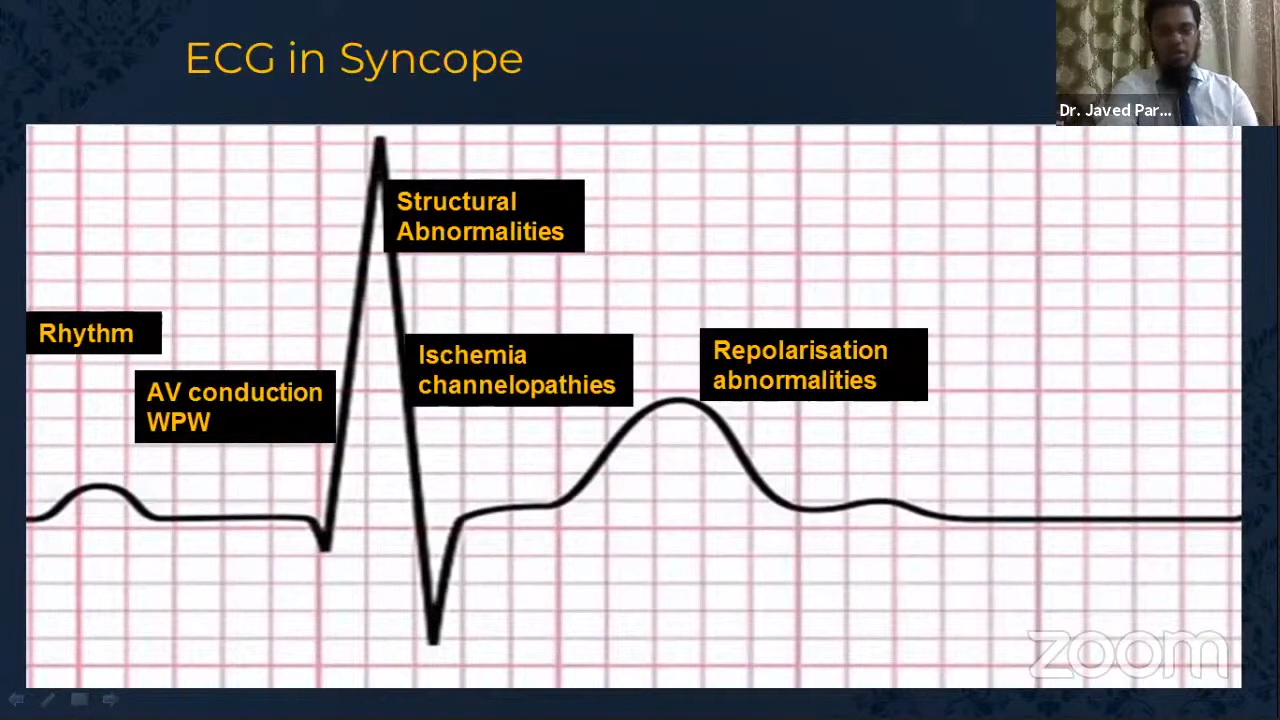 ECG in Syncope
Dr. Javed Par...
Structural
Abnormalities
Rhythm
AV conduction
WPW
Ischemia
channelopathies
Repolarisation
abnormalities
zoom